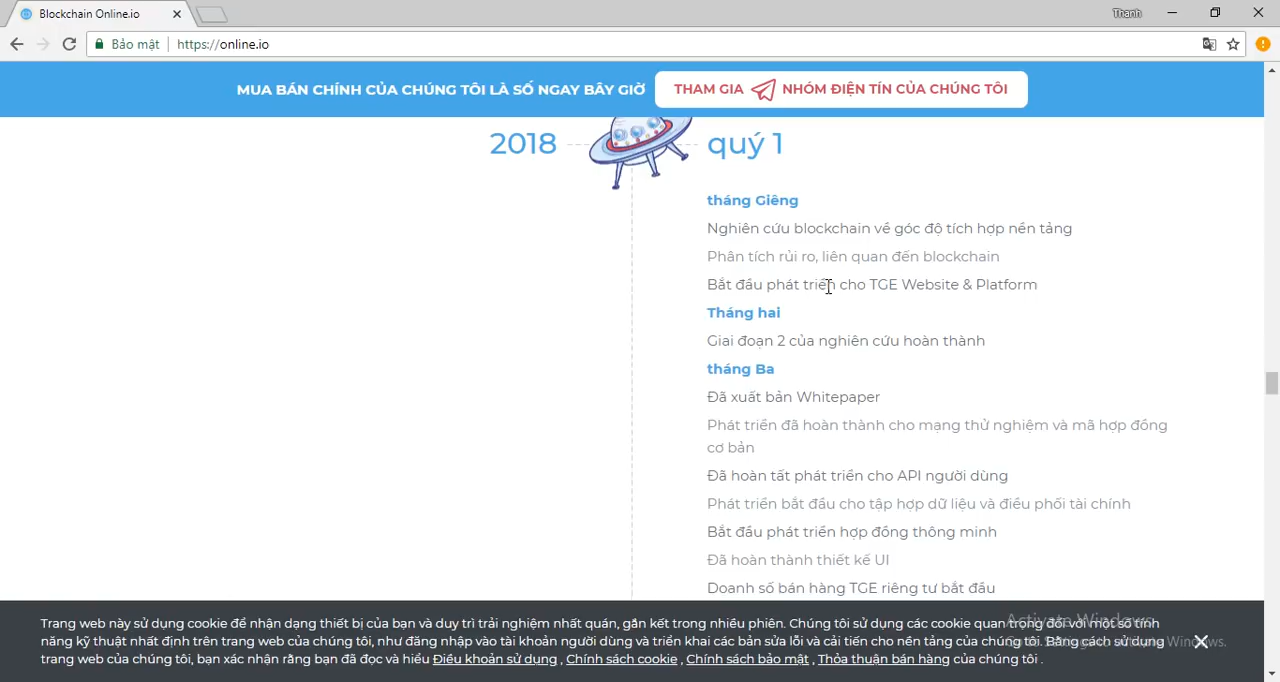 Blockchain Online.io
Thanh
Bảo mật
https://online.io
MUA BÁN CHÍNH CỦA CHÚNG TÔI LÀ SỐNG NGAY BÂY GIỜ
THAM GIA NHÓM ĐIỆN TÍN CỦA CHÚNG TÔI
2018
quý 1
tháng Giêng
Nghiên cứu blockchain về góc độ tích hợp nền tảng
Phân tích rủi ro, liên quan đến blockchain
Bắt đầu phát triển cho TGE Website & Platform
Tháng hai
Giai đoạn 2 của nghiên cứu hoàn thành
tháng Ba
Đã xuất bản Whitepaper
Phát triển đã hoàn thành cho mạng thử nghiệm và mã hợp đồng
cơ bản
Đã hoàn tất phát triển cho API người dùng
Phát triển bắt đầu cho tập hợp dữ liệu và điều phối tài chính
Bắt đầu phát triển hợp đồng thông minh
Đã hoàn thành thiết kế UI
Doanh số bán hàng TGE riêng tư bắt đầu
Activate Windows
Go to Settings to activate Windows.
Trang web này sử dụng cookie để nhận dạng thiết bị của bạn và duy trì trải nghiệm nhất quán, gắn kết trong nhiều phiên. Chúng tôi sử dụng các cookie quan trọng đối với một số tính
năng kỹ thuật nhất định trên trang web của chúng tôi, như đăng nhập vào tài khoản người dùng và triển khai các bản sửa lỗi và cải tiến cho nền tảng của chúng tôi. Bằng cách sử dụng
trang web của chúng tôi, bạn xác nhận rằng bạn đã đọc và hiểu Điều khoản sử dụng , Chính sách cookie , Chính sách bảo mật , Thỏa thuận bán hàng của chúng tôi .